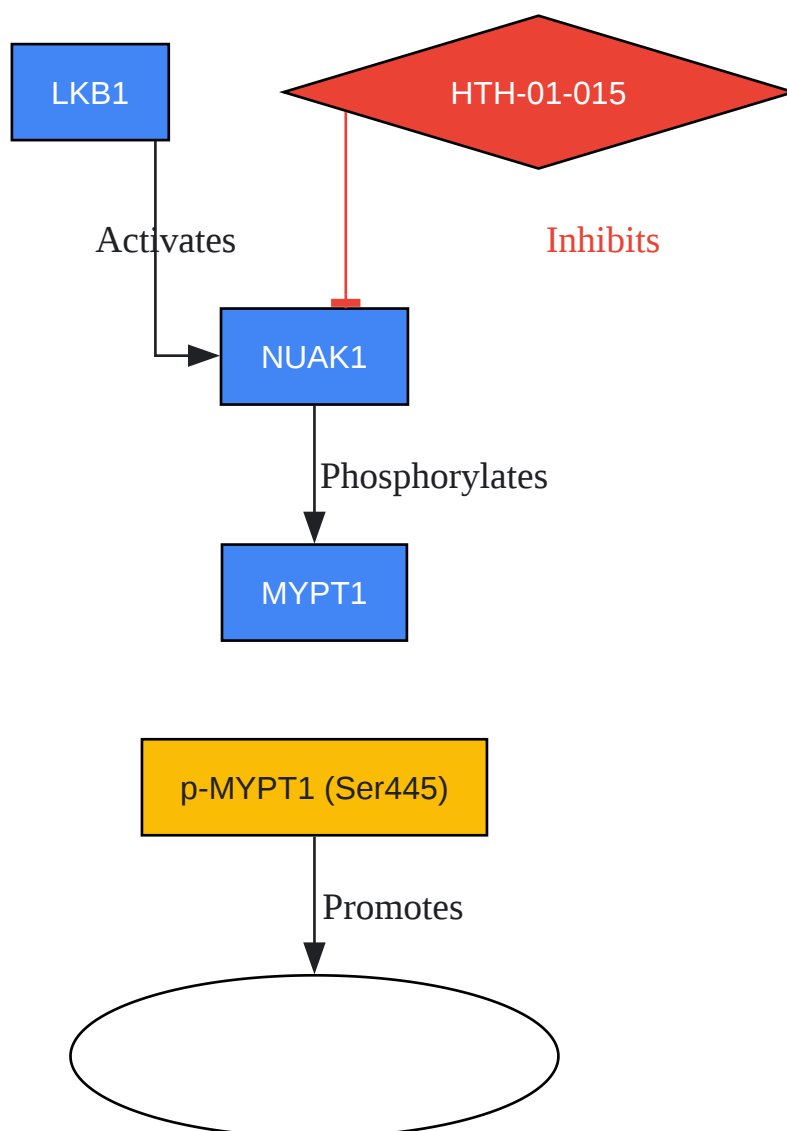 LKB1
HTH-01-015
Activates
Inhibits
NUAK1
Phosphorylates
MYPT1
p-MYPT1 (Ser445)
Promotes